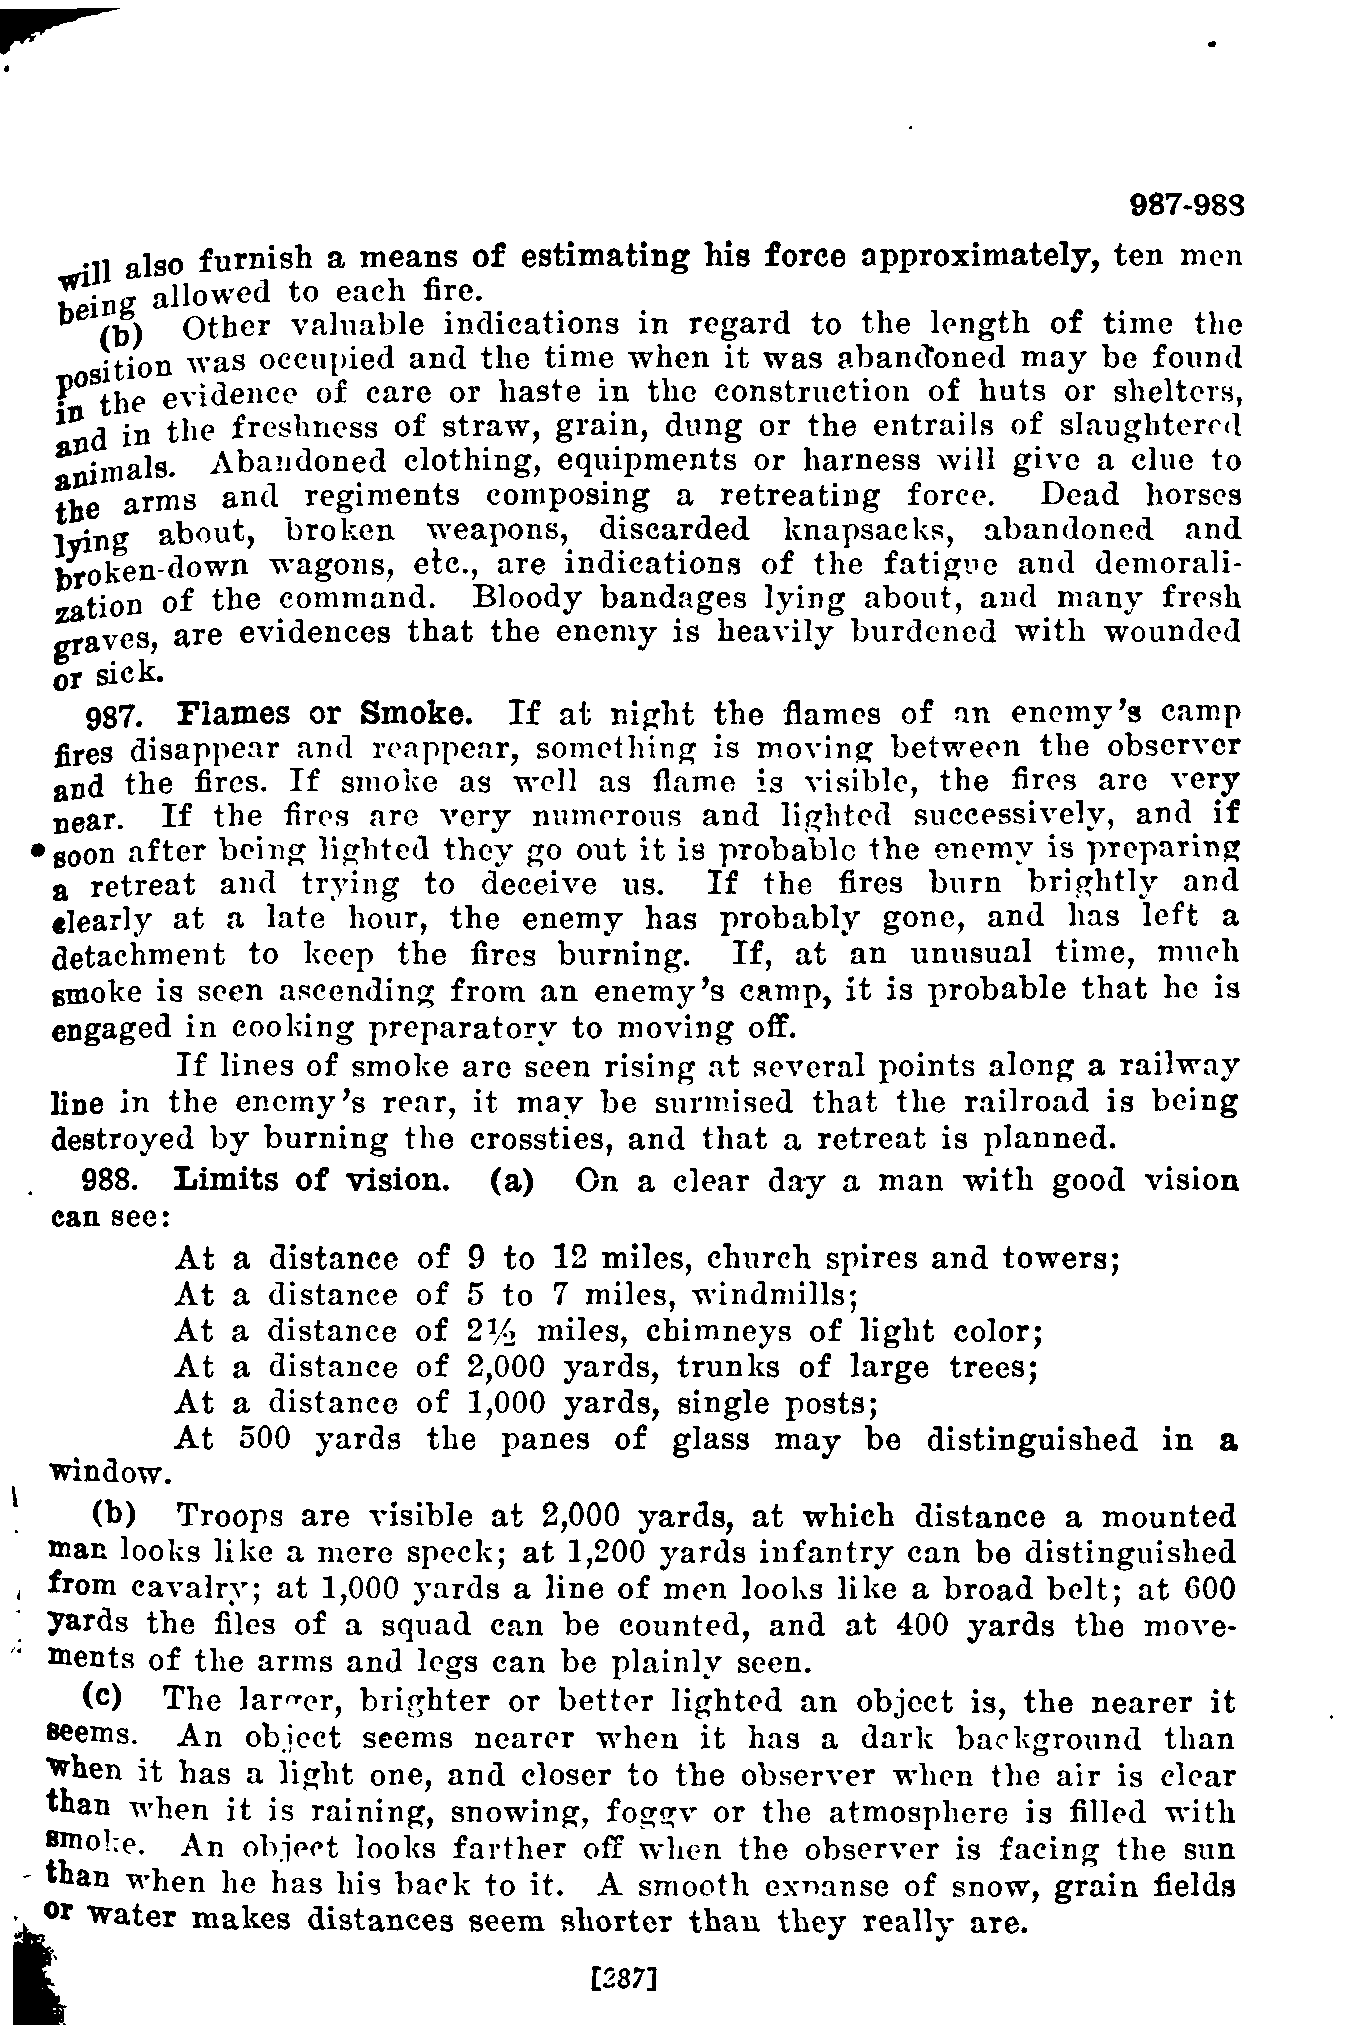 987-988
will also furnish a means of estimating his force approximately, ten men
being allowed to each fire.
(b) Other valuable indications in regard to the length of time the
position was occupied and the time when it was abandoned may be found
in the evidence of care or haste in the construction of huts or shelters,
and in the freshness of straw, grain, dung or the entrails of slaughtered
animals. Abandoned clothing, equipments or harness will give a clue to
the arms and regiments composing a retreating force. Dead horses
lying about, broken weapons, discarded knapsacks, abandoned and
broken-down wagons, etc., are indications of the fatigue and demorali-
zation of the command. Bloody bandages lying about, and many fresh
graves, are evidences that the enemy is heavily burdened with wounded
or sick.
987. Flames or Smoke. If at night the flames of an enemy's camp
fires disappear and reappear, something is moving between the observer
and the fires. If smoke as well as flame is visible, the fires are very
near. If the fires are very numerous and lighted successively, and if
soon after being lighted they go out it is probable the enemy is preparing
a retreat and trying to deceive us. If the fires burn brightly and
clearly at a late hour, the enemy has probably gone, and has left a
detachment to keep the fires burning. If, at an unusual time, much
smoke is seen ascending from an enemy's camp, it is probable that he is
engaged in cooking preparatory to moving off.
If lines of smoke are seen rising at several points along a railway
line in the enemy's rear, it may be surmised that the railroad is being
destroyed by burning the crossties, and that a retreat is planned.
988. Limits of vision. (a) On a clear day a man with good vision
can see:
At a distance of 9 to 12 miles, church spires and towers;
At a distance of 5 to 7 miles, windmills;
At a distance of 2½ miles, chimneys of light color;
At a distance of 2,000 yards, trunks of large trees;
At a distance of 1,000 yards, single posts;
At 500 yards the panes of glass may be distinguished in a
window.
(b) Troops are visible at 2,000 yards, at which distance a mounted
man looks like a mere speck; at 1,200 yards infantry can be distinguished
from cavalry; at 1,000 yards a line of men looks like a broad belt; at 600
yards the files of a squad can be counted, and at 400 yards the move-
ments of the arms and legs can be plainly seen.
(c) The larger, brighter or better lighted an object is, the nearer it
seems. An object seems nearer when it has a dark background than
when it has a light one, and closer to the observer when the air is clear
than when it is raining, snowing, foggy or the atmosphere is filled with
smoke. An object looks farther off when the observer is facing the sun
than when he has his back to it. A smooth expanse of snow, grain fields
or water makes distances seem shorter than they really are.
[287]